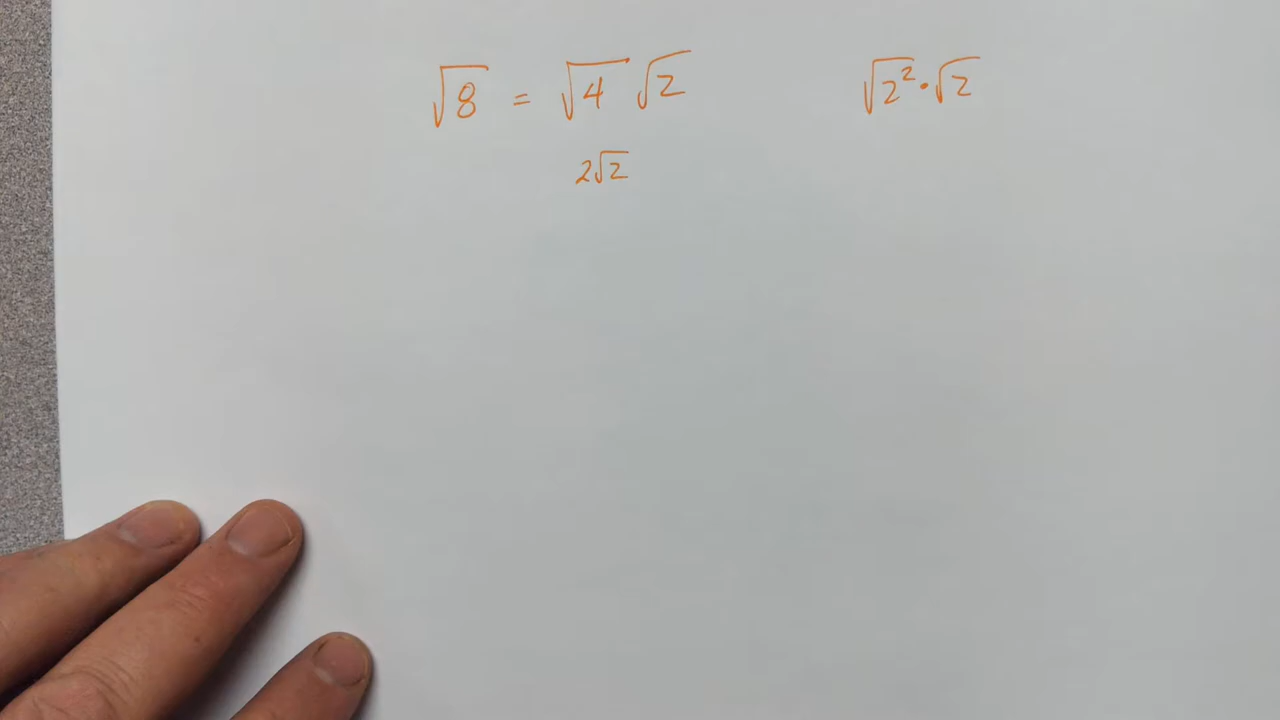 √8 = √4 √2
2√2
√2² • √2